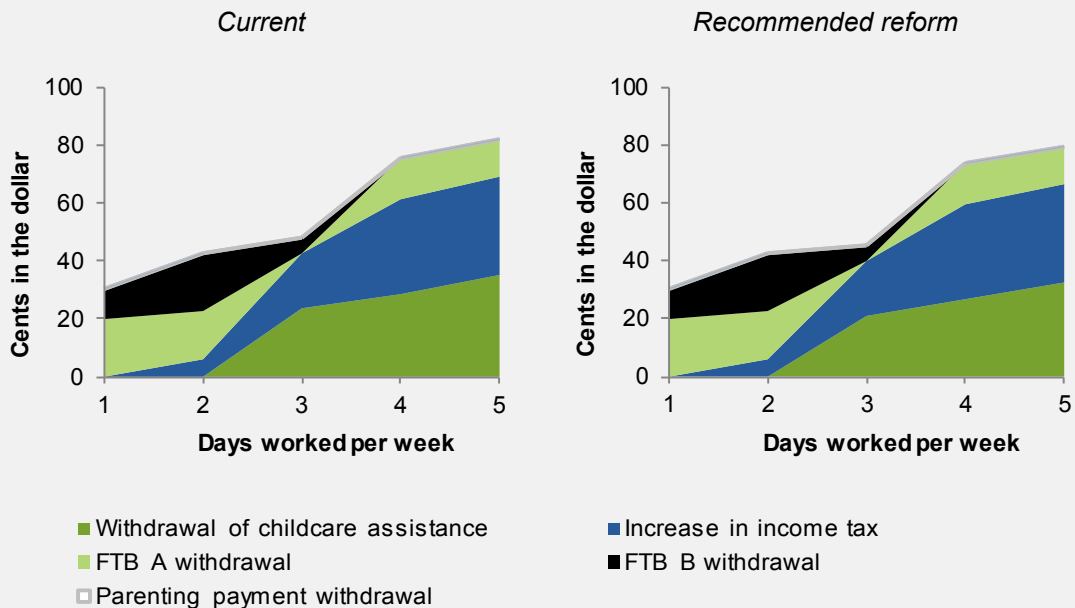 Current
Cents in the dollar
100
80
60
40
20
0
1 2 3 4 5
Days worked per week
Recommended reform
Cents in the dollar
100
80
60
40
20
0
1 2 3 4 5
Days worked per week
Withdrawal of childcare assistance
Increase in income tax
FTB A withdrawal
FTB B withdrawal
Parenting payment withdrawal